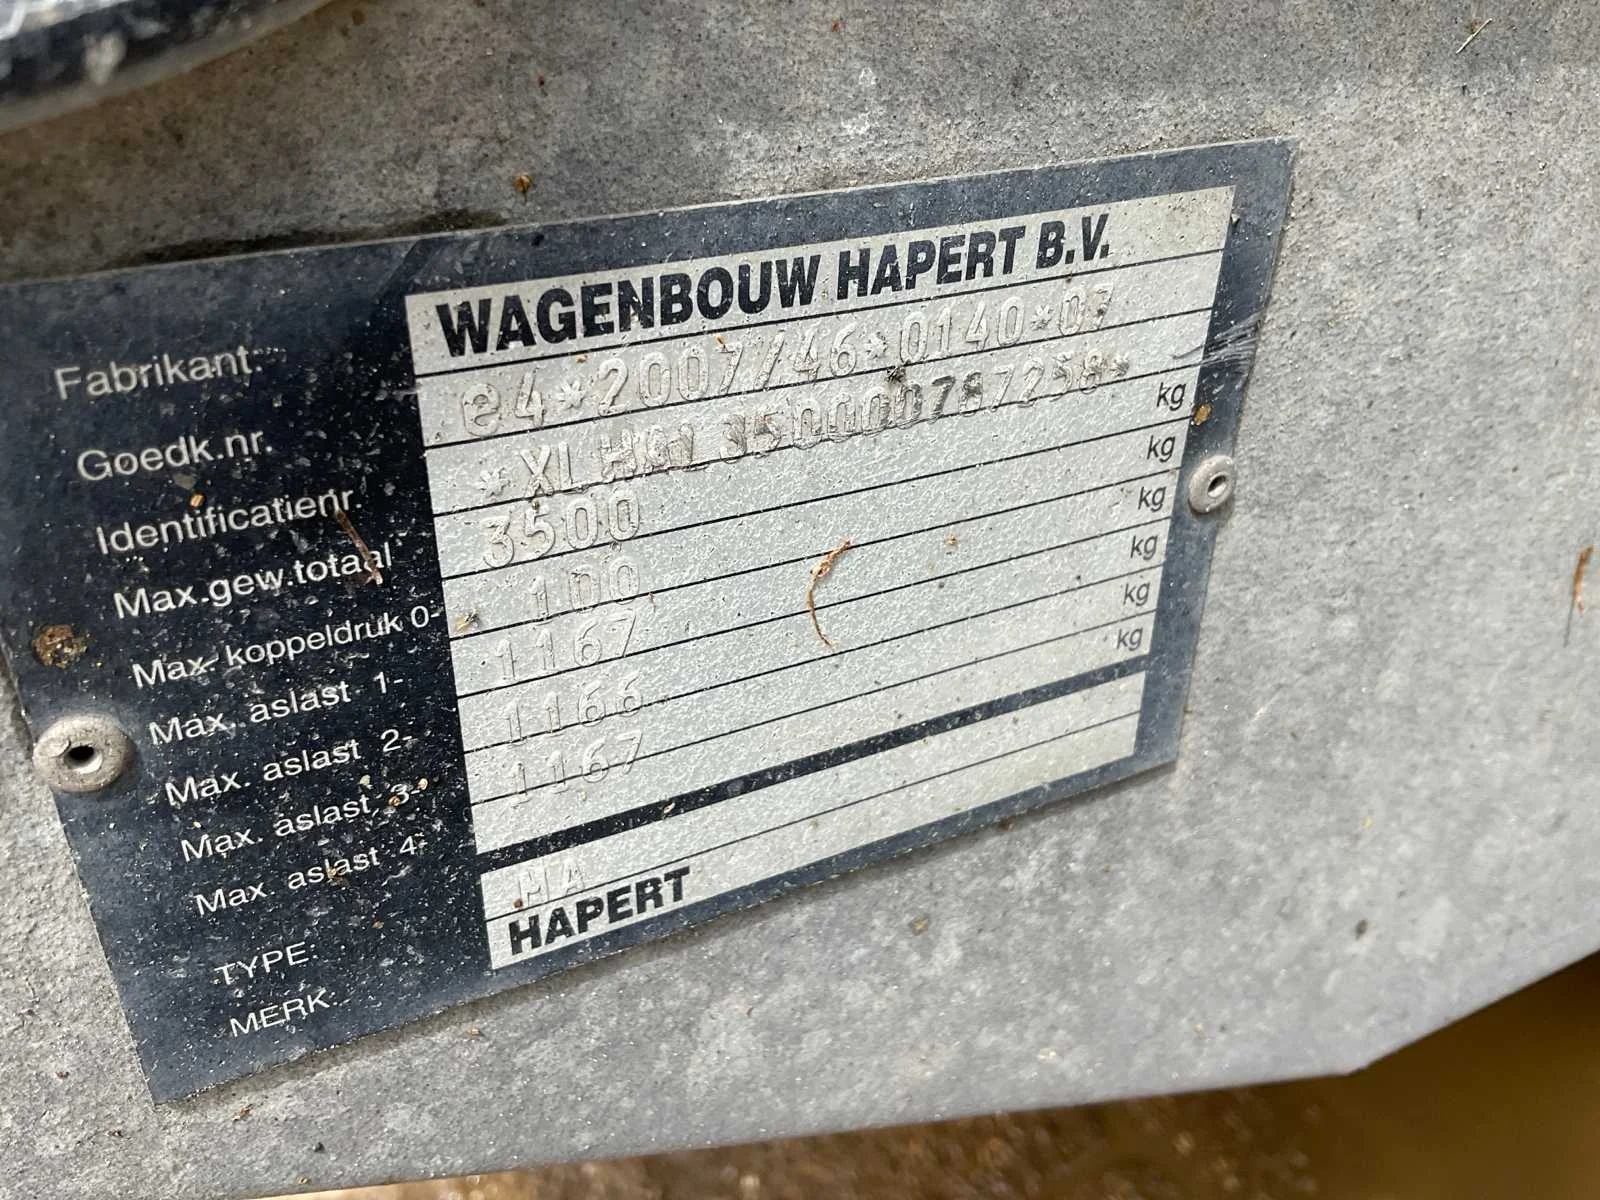 Fabrikant: WAGENBOUW HAPERT B.V.
Goedk.nr. e4*2007/46*0140*07
Identificatienr.
Max.gew.totaal 3500 kg
Max. koppeldruk 0- 100 kg
Max. aslast 1- 1167 kg
Max. aslast 2- 1166 kg
Max. aslast 3- 1167 kg
Max. aslast 4- kg
TYPE: HA
MERK: HAPERT